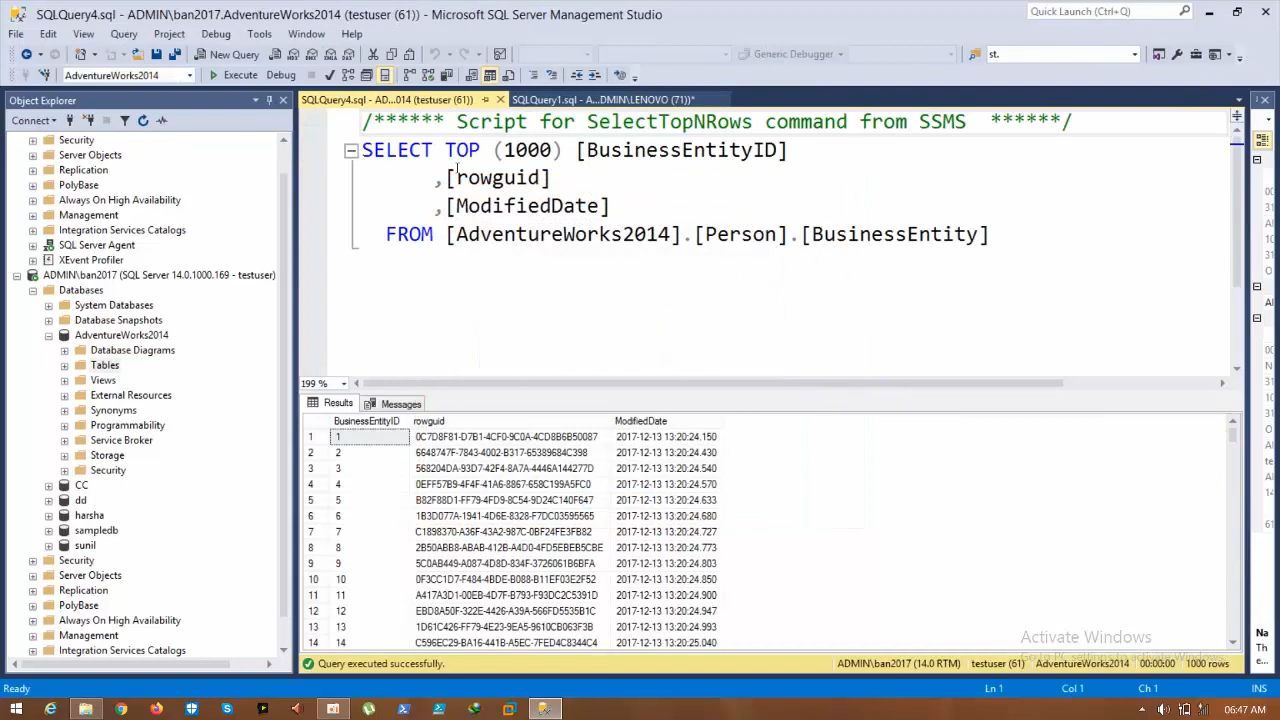 SQLQuery4.sql - ADMIN\ban2017.AdventureWorks2014 (testuser (61)) - Microsoft SQL Server Management Studio
Quick Launch (Ctrl+Q)
File Edit View Query Project Debug Tools Window Help
New Query
Generic Debugger
st.
AdventureWorks2014
Execute Debug
Object Explorer
Connect
Security
Server Objects
Replication
PolyBase
Always On High Availability
Management
Integration Services Catalogs
SQL Server Agent
XEvent Profiler
ADMIN\ban2017 (SQL Server 14.0.1000.169 - testuser)
Databases
System Databases
Database Snapshots
AdventureWorks2014
Database Diagrams
Tables
Views
External Resources
Synonyms
Programmability
Service Broker
Storage
Security
CC
dd
harsha
sampledb
sunil
Security
Server Objects
Replication
PolyBase
Always On High Availability
Management
Integration Services Catalogs
SQLQuery4.sql - AD...014 (testuser (61))
SQLQuery1.sql - A...DMIN\LENOVO (71))*
/****** Script for SelectTopNRows command from SSMS ******/
SELECT TOP (1000) [BusinessEntityID]
,[rowguid]
,[ModifiedDate]
FROM [AdventureWorks2014].[Person].[BusinessEntity]
199 %
Results Messages
BusinessEntityID rowguid ModifiedDate
1 1 0C7D8F81-D7B1-4CF0-9C0A-4CD8B6B50087 2017-12-13 13:20:24.150
2 2 6648747F-7843-4002-B317-65389684C398 2017-12-13 13:20:24.430
3 3 568204DA-93D7-42F4-8A7A-4446A144277D 2017-12-13 13:20:24.540
4 4 0EFF57B9-4F4F-41A6-8867-658C199A5FC0 2017-12-13 13:20:24.570
5 5 B82F88D1-FF79-4FD9-8C54-9D24C140F647 2017-12-13 13:20:24.633
6 6 1B3D077A-1941-4D6E-8328-F7DC03595565 2017-12-13 13:20:24.680
7 7 C1898370-A36F-43A2-987C-0BF24FE3FB82 2017-12-13 13:20:24.727
8 8 2B50ABB8-ABAB-412B-A4D0-4FD5EBEB5CBE 2017-12-13 13:20:24.773
9 9 5C0AB449-A087-4D8D-834F-3726061B6BFA 2017-12-13 13:20:24.803
10 10 0F3CC1D7-F484-4BDE-B088-B11EF03E2F52 2017-12-13 13:20:24.850
11 11 A417A3D1-00EB-4D7F-B793-F93DC2C5391D 2017-12-13 13:20:24.900
12 12 EBD8A50F-322E-4426-A39A-566FD5535B1C 2017-12-13 13:20:24.947
13 13 1D61C426-FF79-4E23-9EA5-9610CB063F3B 2017-12-13 13:20:24.993
14 14 C596EC29-BA16-441B-A5EC-7FED4C8344C4 2017-12-13 13:20:25.040
Activate Windows
Go to PC settings to activate Windows.
Query executed successfully.
ADMIN\ban2017 (14.0 RTM) testuser (61) AdventureWorks2014 00:00:00 1000 rows
Na
Th
e...
Ready Ln 1 Col 1 Ch 1 INS
06:47 AM